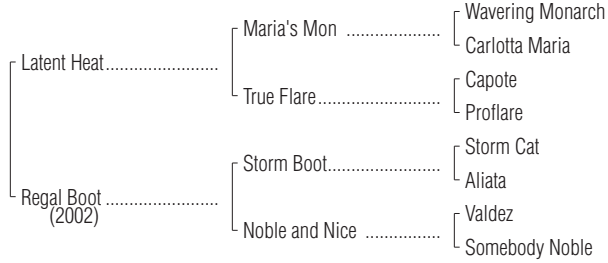 Wavering Monarch
Maria's Mon ......................
Carlotta Maria
Latent Heat..........................
Capote
True Flare............................
Proflare
Storm Cat
Storm Boot..........................
Aliata
Regal Boot ..........................
(2002)
Valdez
Noble and Nice .................
Somebody Noble